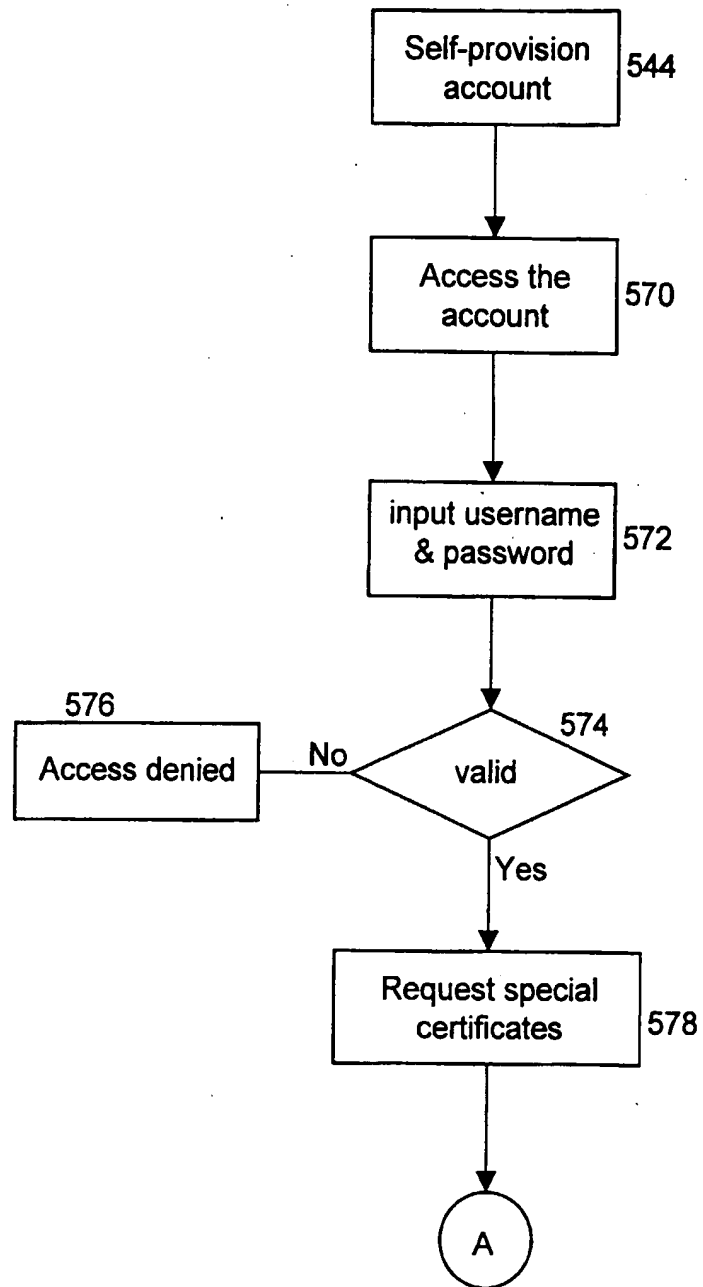 Self-provision
account
544
Access the
account
570
input username
& password
572
576
Access denied
No
574
valid
Yes
Request special
certificates
578
A